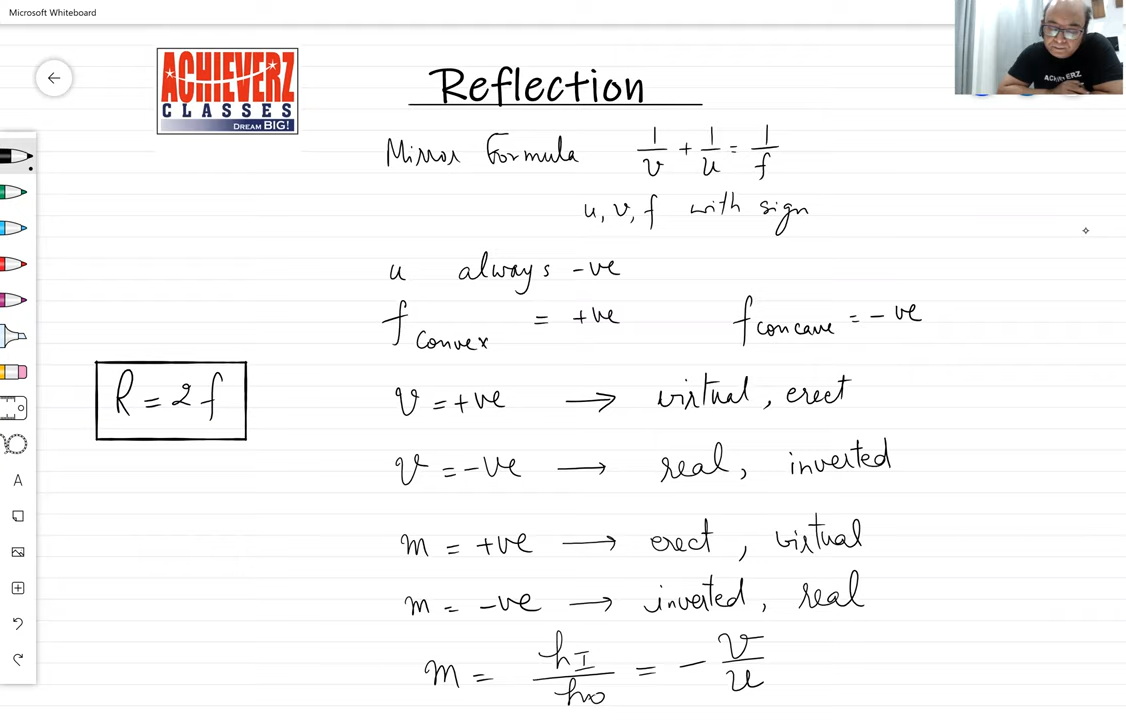 Microsoft Whiteboard
ACHIEVERZ
CLASSES
DREAM BIG!
ACHIEVERZ
Reflection
Mirror Formula 1/v + 1/u = 1/f
u, v, f with sign
u always -ve
f convex = +ve f concave = -ve
R = 2f
v = +ve → virtual, erect
v = -ve → real, inverted
m = +ve → erect, virtual
m = -ve → inverted, real
m = hI/ho = - v/u
A